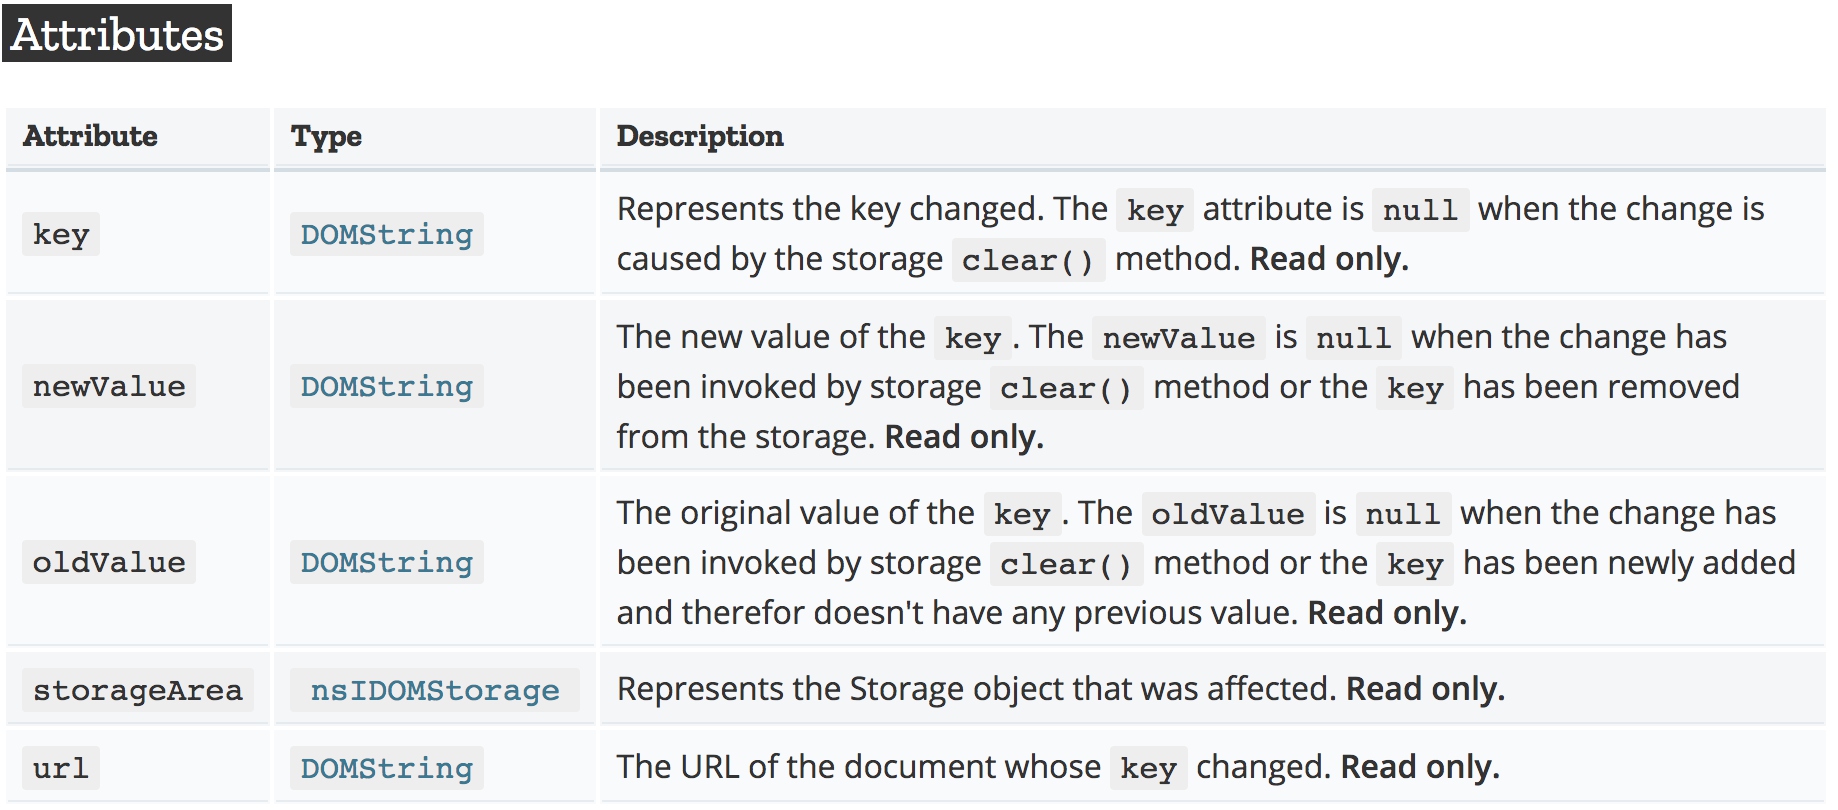 Attributes
Attribute Type Description
key DOMString Represents the key changed. The key attribute is null when the change is
caused by the storage clear() method. Read only.
newValue DOMString The new value of the key. The newValue is null when the change has
been invoked by storage clear() method or the key has been removed
from the storage. Read only.
oldValue DOMString The original value of the key. The oldValue is null when the change has
been invoked by storage clear() method or the key has been newly added
and therefor doesn't have any previous value. Read only.
storageArea nsIDOMStorage Represents the Storage object that was affected. Read only.
url DOMString The URL of the document whose key changed. Read only.